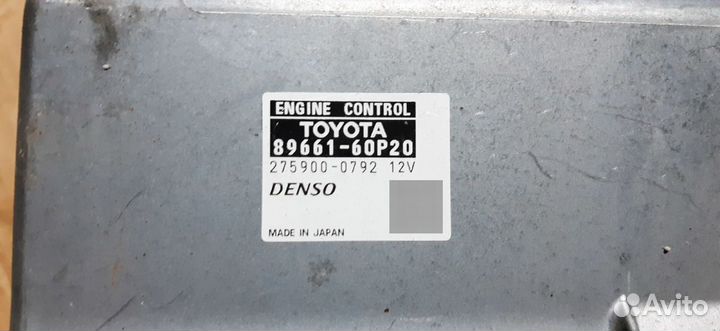 ENGINE CONTROL
TOYOTA
89661-60P20
275900-0792 12V
DENSO
MADE IN JAPAN
Avito